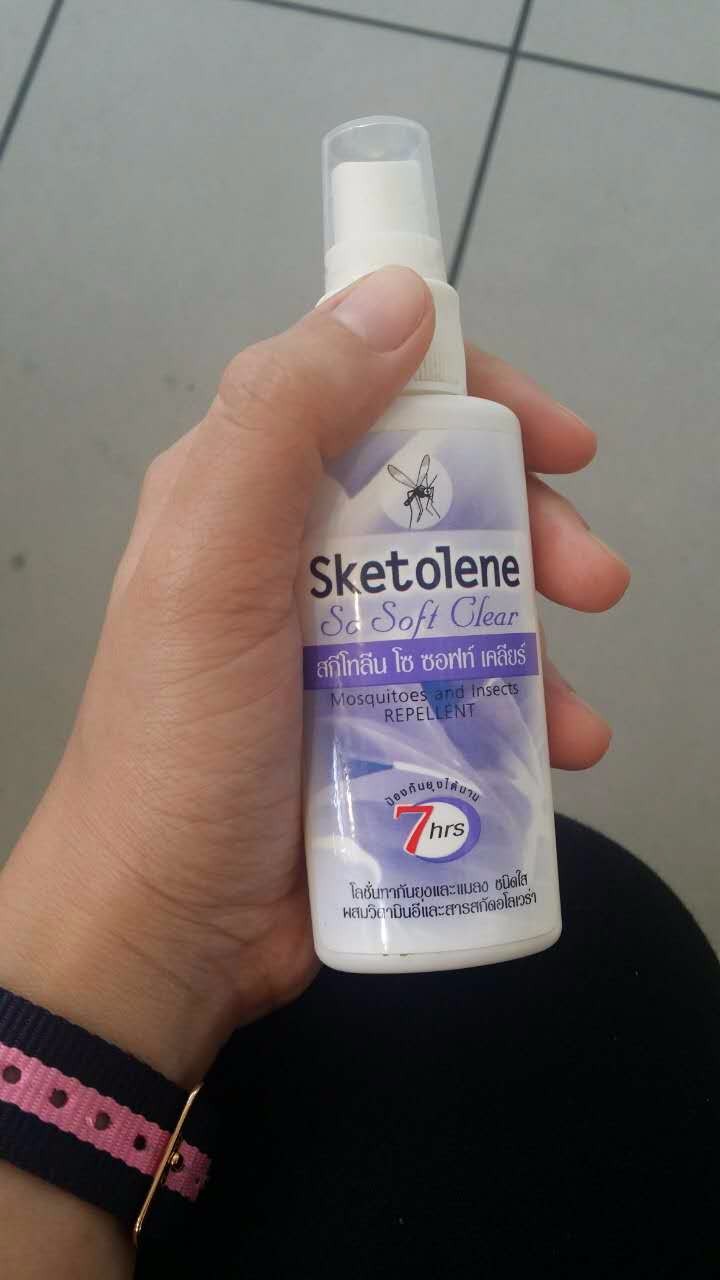 Sketolene
So Soft Clear
สกีโทลีน โซ ซอฟท์ เคลียร์
Mosquitoes and Insects
REPELLENT
ป้องกันยุงได้นาน
7hrs
โลชั่นทากันยุงและแมลง ชนิดใส
ผสมวิตามินอีและสารสกัดอโลเวร่า